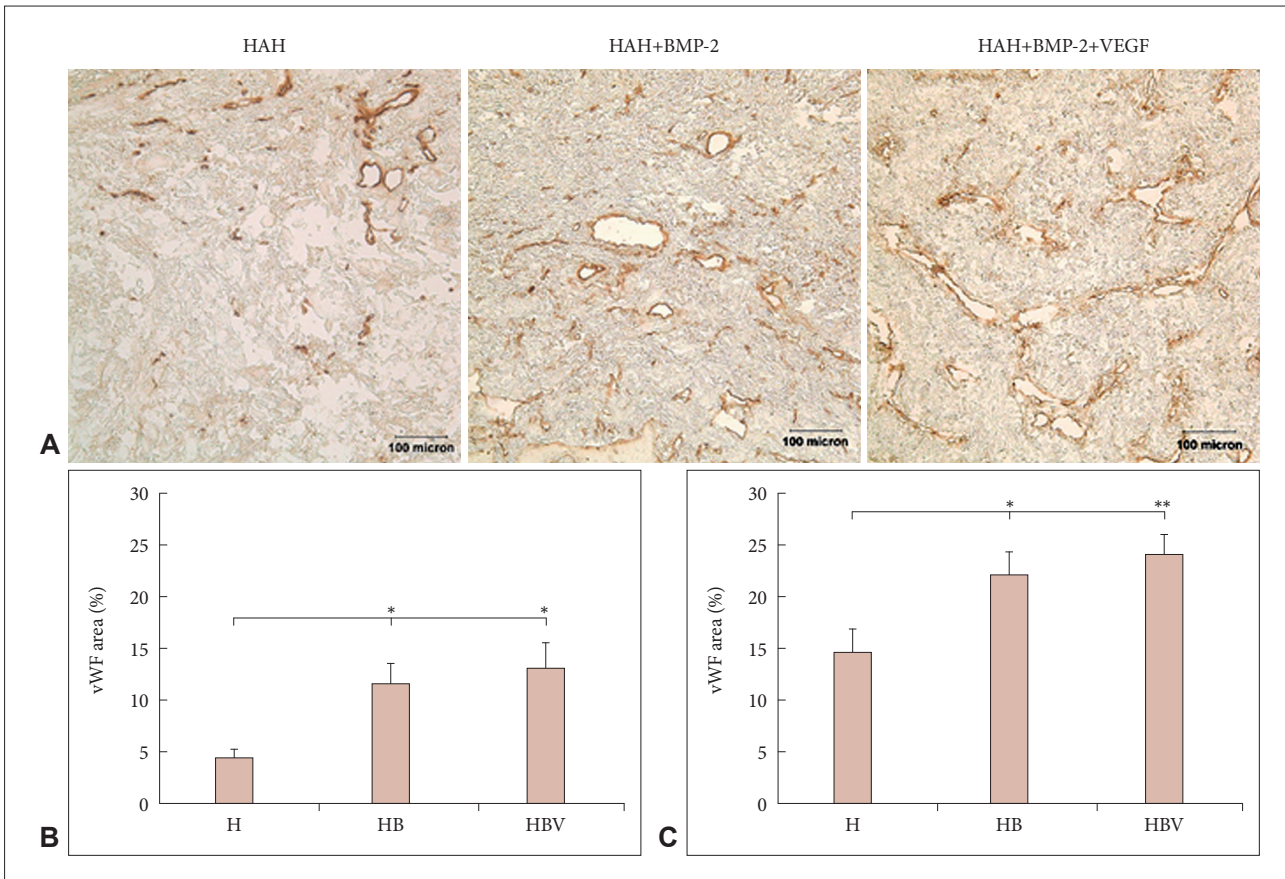 HAH HAH+BMP-2 HAH+BMP-2+VEGF
100 micron 100 micron 100 micron
A
30
25
20
15
10
5
0
vWF area (%)
* *
H HB HBV
B
30
25
20
15
10
5
0
vWF area (%)
* **
H HB HBV
C